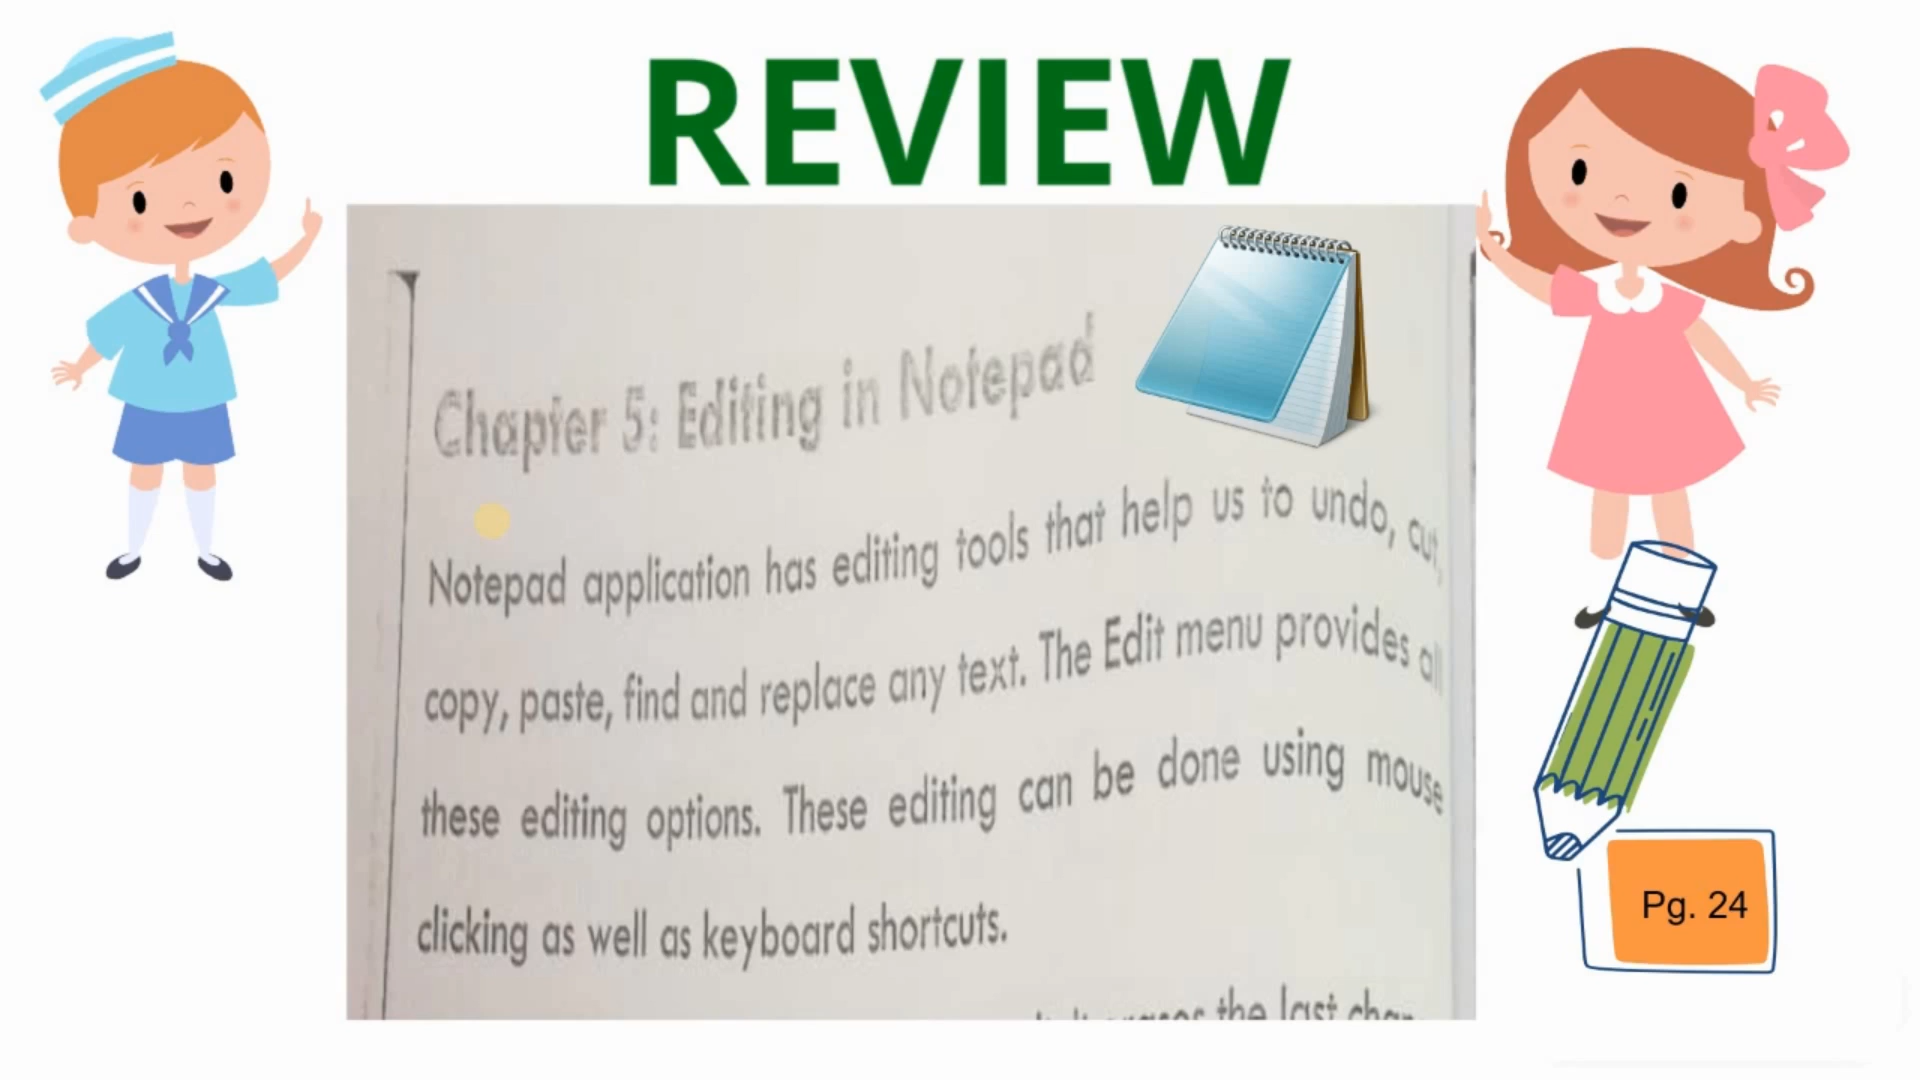 REVIEW
Chapter 5: Editing in Notepad
Notepad application has editing tools that help us to undo, cut,
copy, paste, find and replace any text. The Edit menu provides all
these editing options. These editing can be done using mouse
clicking as well as keyboard shortcuts.
the last
Pg. 24